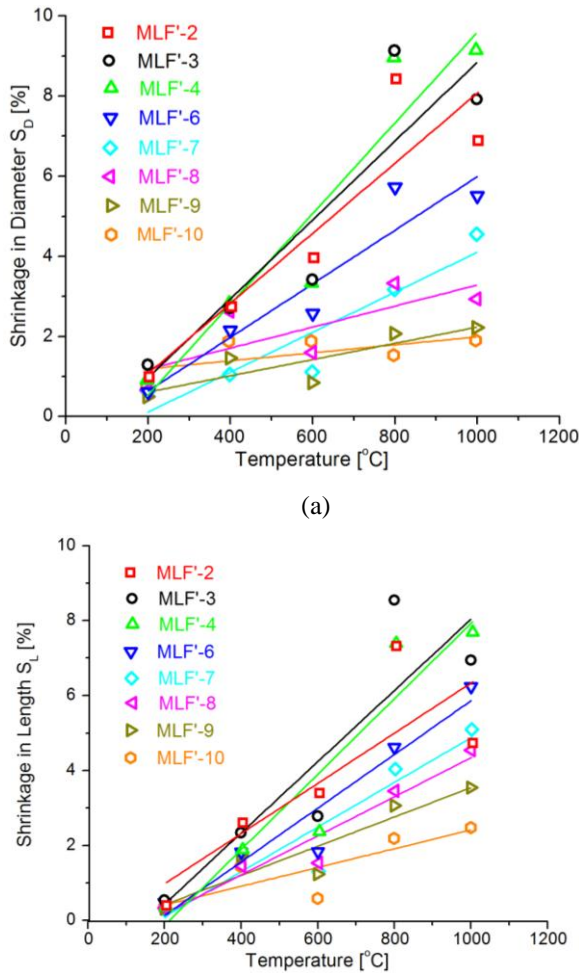 Shrinkage in Diameter S_D [%]
10
8
6
4
2
0
MLF'-2
MLF'-3
MLF'-4
MLF'-6
MLF'-7
MLF'-8
MLF'-9
MLF'-10
0 200 400 600 800 1000 1200
Temperature [°C]
(a)
Shrinkage in Length S_L [%]
10
8
6
4
2
0
MLF'-2
MLF'-3
MLF'-4
MLF'-6
MLF'-7
MLF'-8
MLF'-9
MLF'-10
0 200 400 600 800 1000 1200
Temperature [°C]